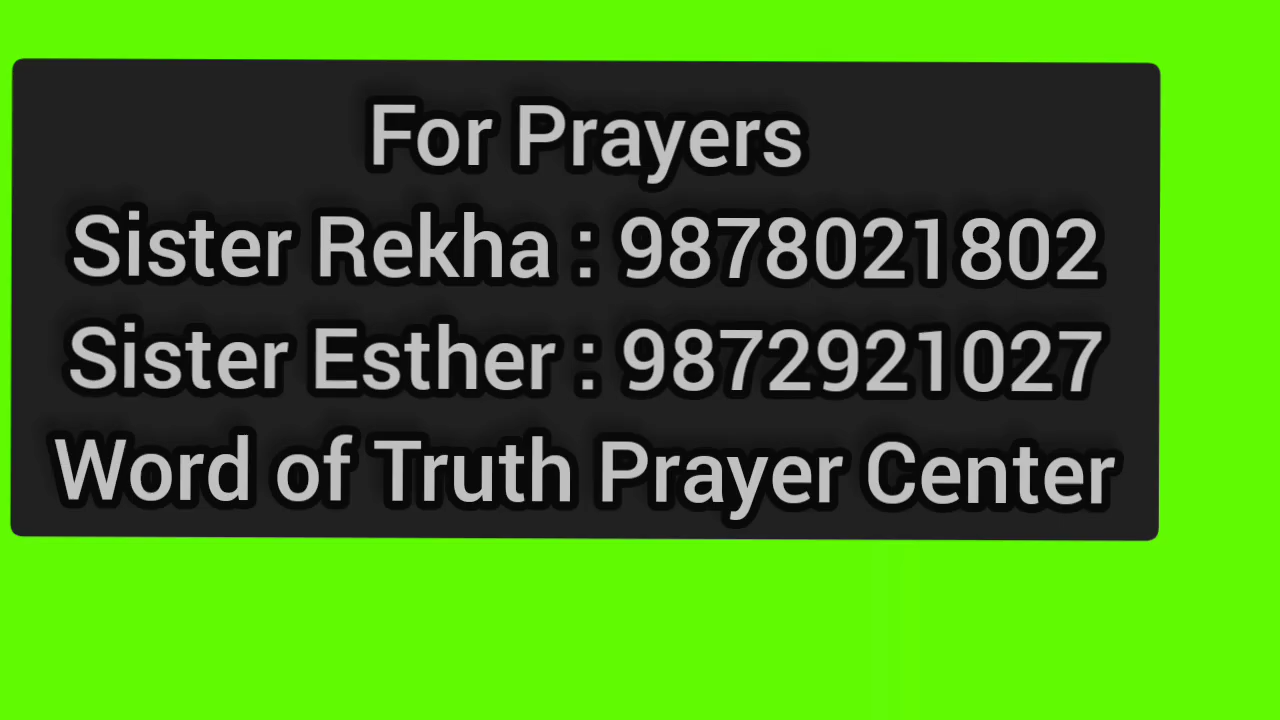 For Prayers
Sister Rekha : 9878021802
Sister Esther : 9872921027
Word of Truth Prayer Center